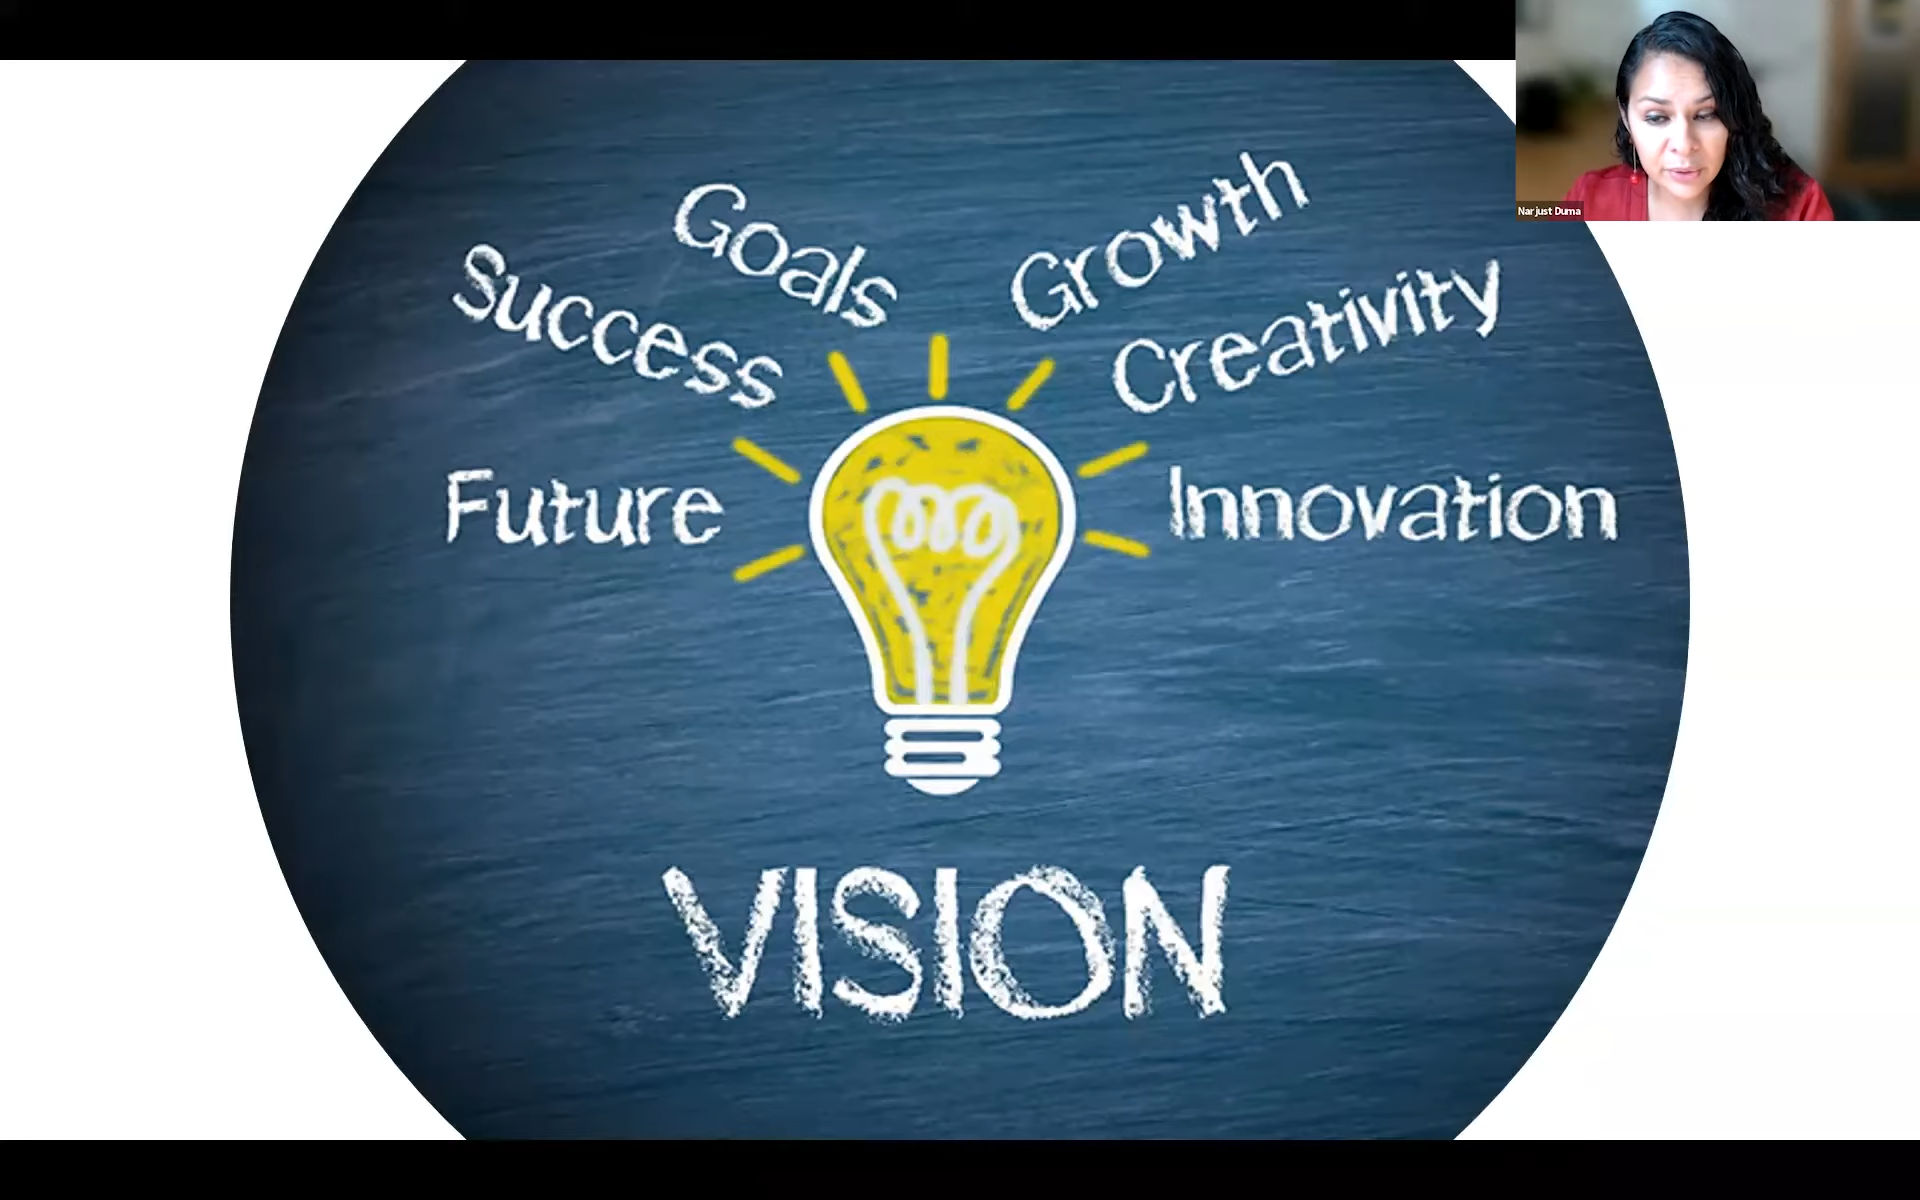 Narjust Duma
Goals
Growth
Success
Creativity
Future
Innovation
VISION